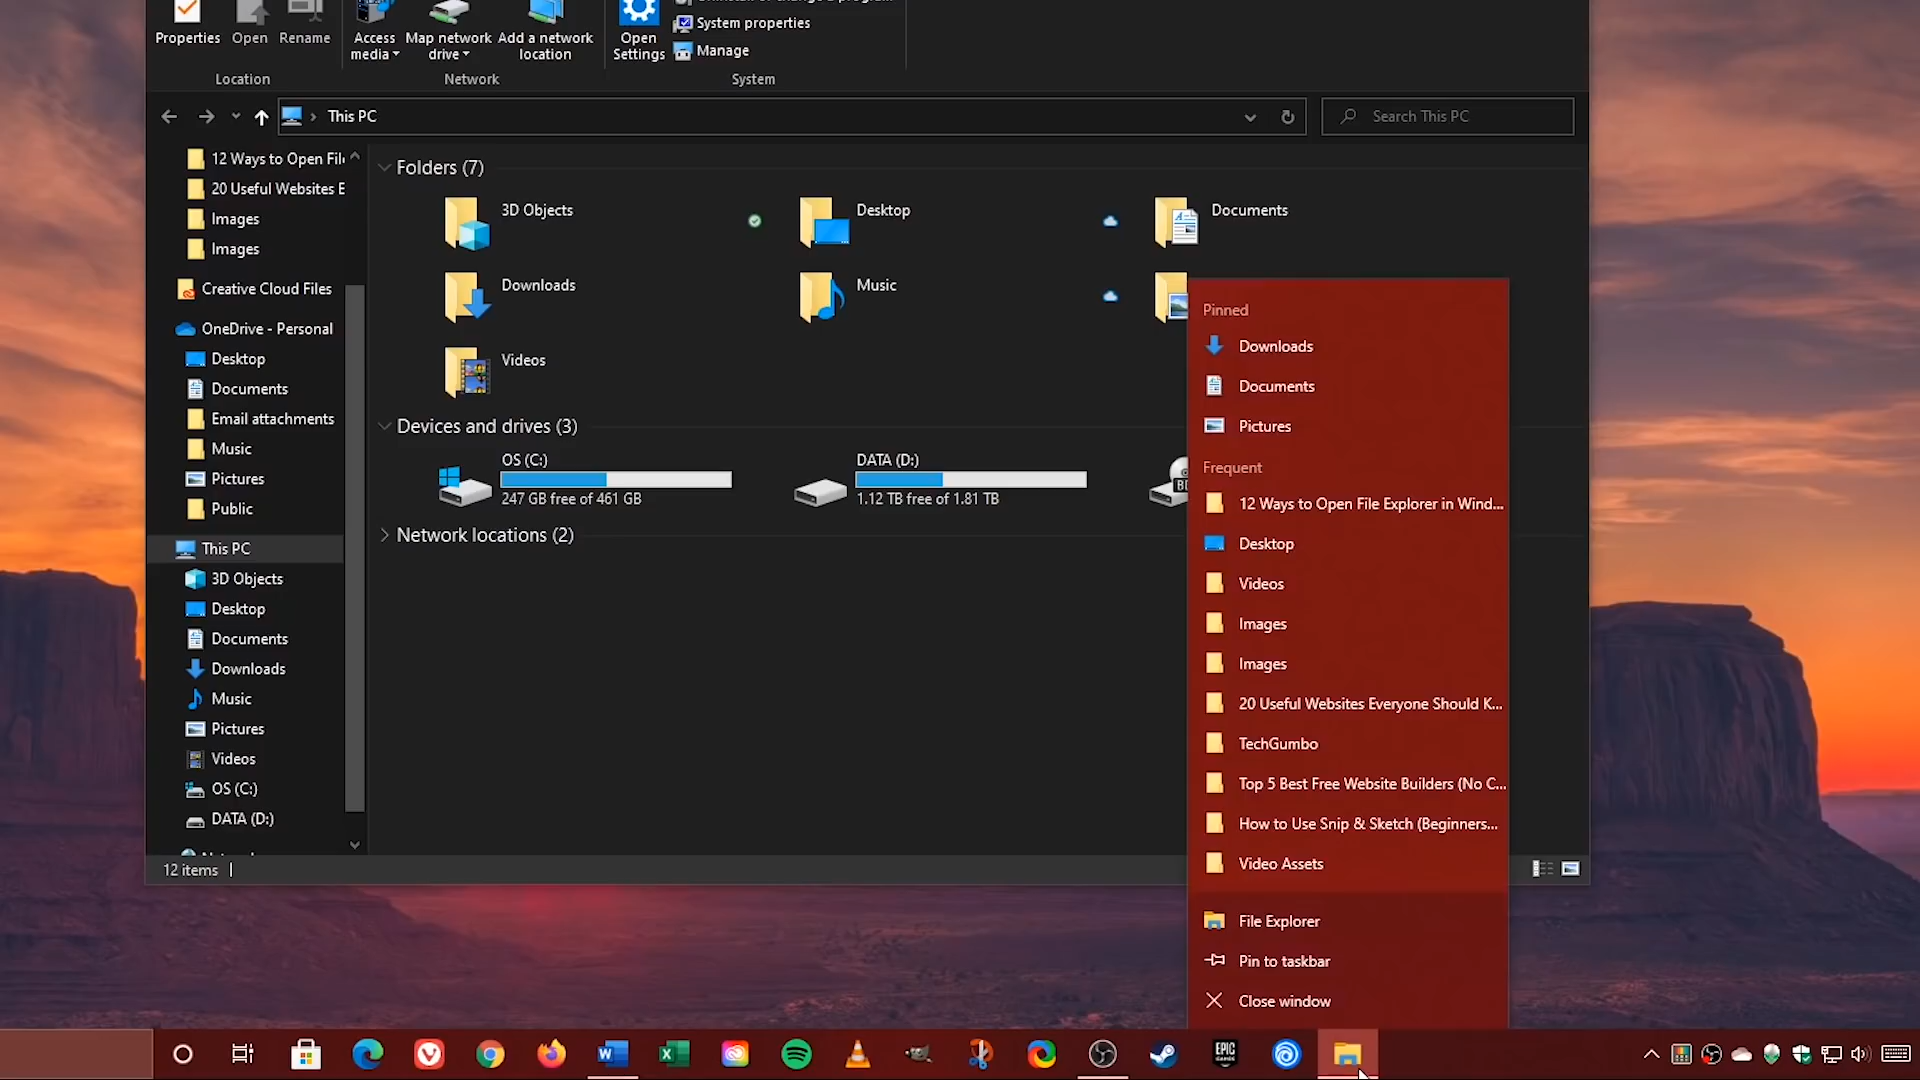 Properties
Open
Rename
Access media
Map network drive
Add a network location
Open Settings
System properties
Manage
Location
Network
System
This PC
Search This PC
12 Ways to Open Fil
20 Useful Websites E
Images
Images
Creative Cloud Files
OneDrive - Personal
Desktop
Documents
Email attachments
Music
Pictures
Public
This PC
3D Objects
Desktop
Documents
Downloads
Music
Pictures
Videos
OS (C:)
DATA (D:)
12 items
Folders (7)
3D Objects
Desktop
Documents
Downloads
Music
Videos
Devices and drives (3)
OS (C:)
247 GB free of 461 GB
DATA (D:)
1.12 TB free of 1.81 TB
Network locations (2)
Pinned
Downloads
Documents
Pictures
Frequent
12 Ways to Open File Explorer in Wind...
Desktop
Videos
Images
Images
20 Useful Websites Everyone Should K...
TechGumbo
Top 5 Best Free Website Builders (No C...
How to Use Snip & Sketch (Beginners...
Video Assets
File Explorer
Pin to taskbar
Close window
EPIC GAMES